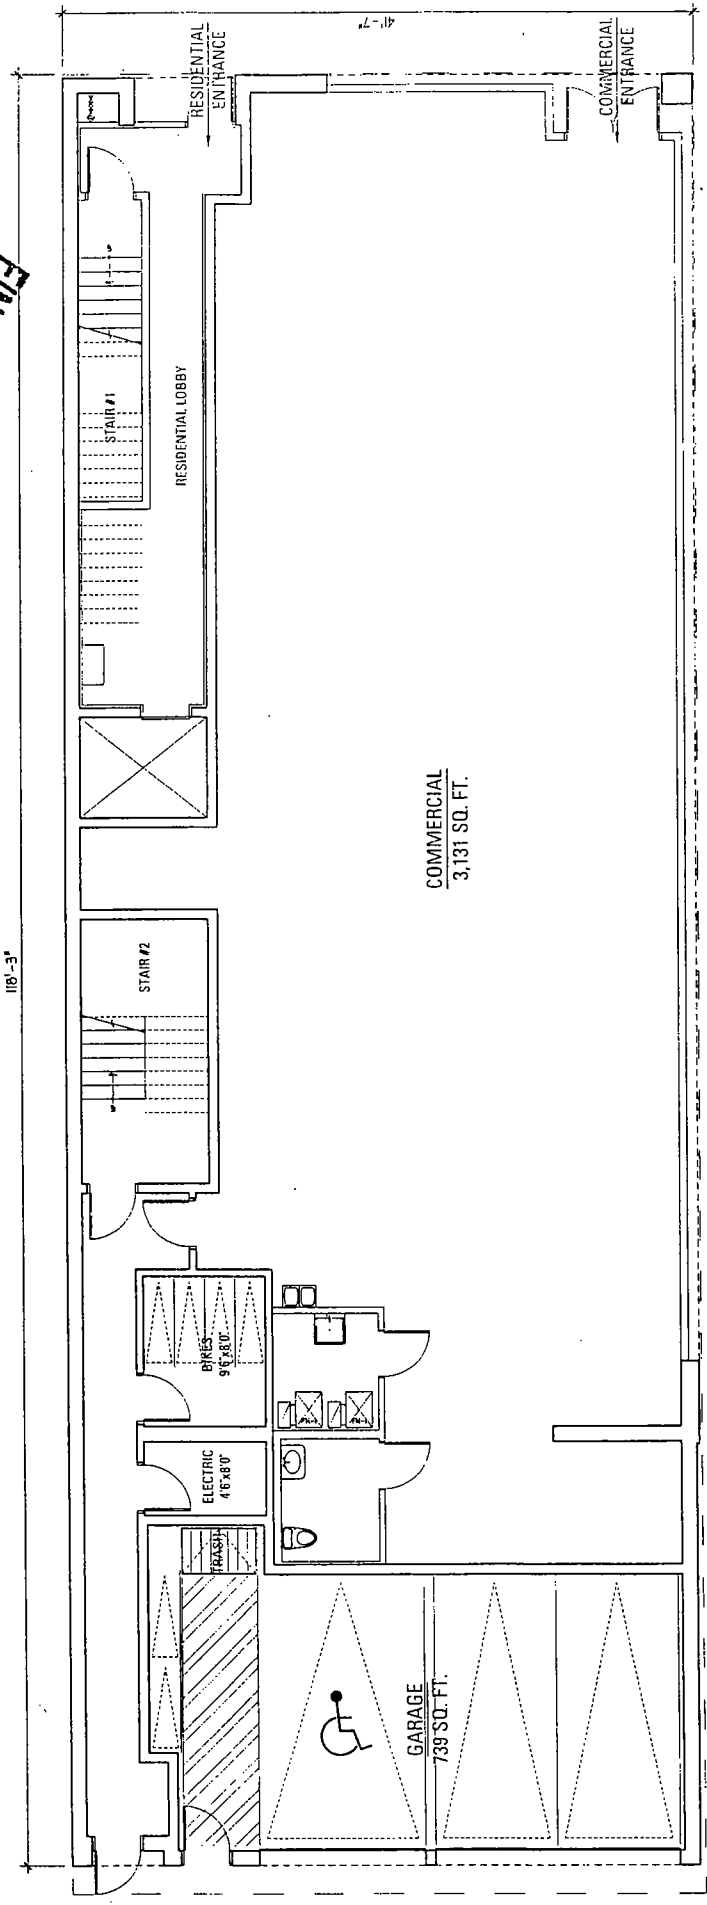 41'-7"
118'-3"
RESIDENTIAL
ENTRANCE
COMMERCIAL
ENTRANCE
STAIR #1
RESIDENTIAL LOBBY
COMMERCIAL
3,131 SQ. FT.
STAIR #2
BIKES
9'6"x8'0"
ELECTRIC
4'6"x8'0"
TRASH
GARAGE
739 SQ. FT.